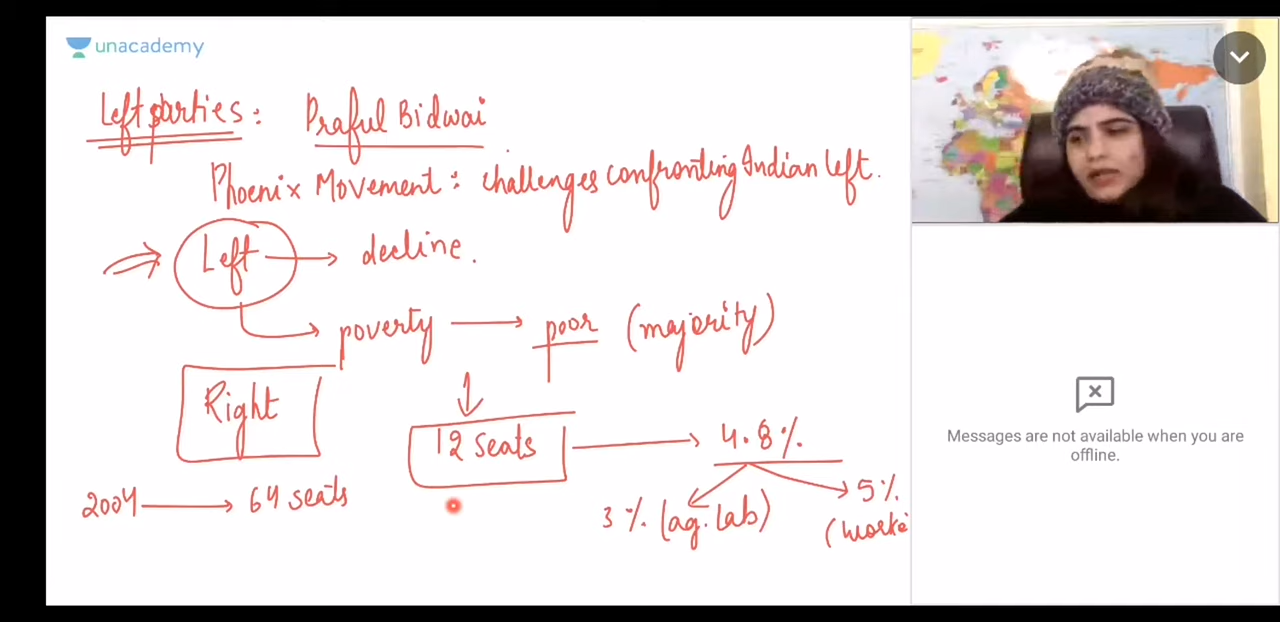 unacademy
Left parties : Praful Bidwai
Phoenix Movement : challenges confronting Indian left.
Left → decline.
poverty → poor (majority)
Right
12 seats → 4.8%
2004 → 64 seats
3% (ag. lab)
5%
(worke
Messages are not available when you are
offline.